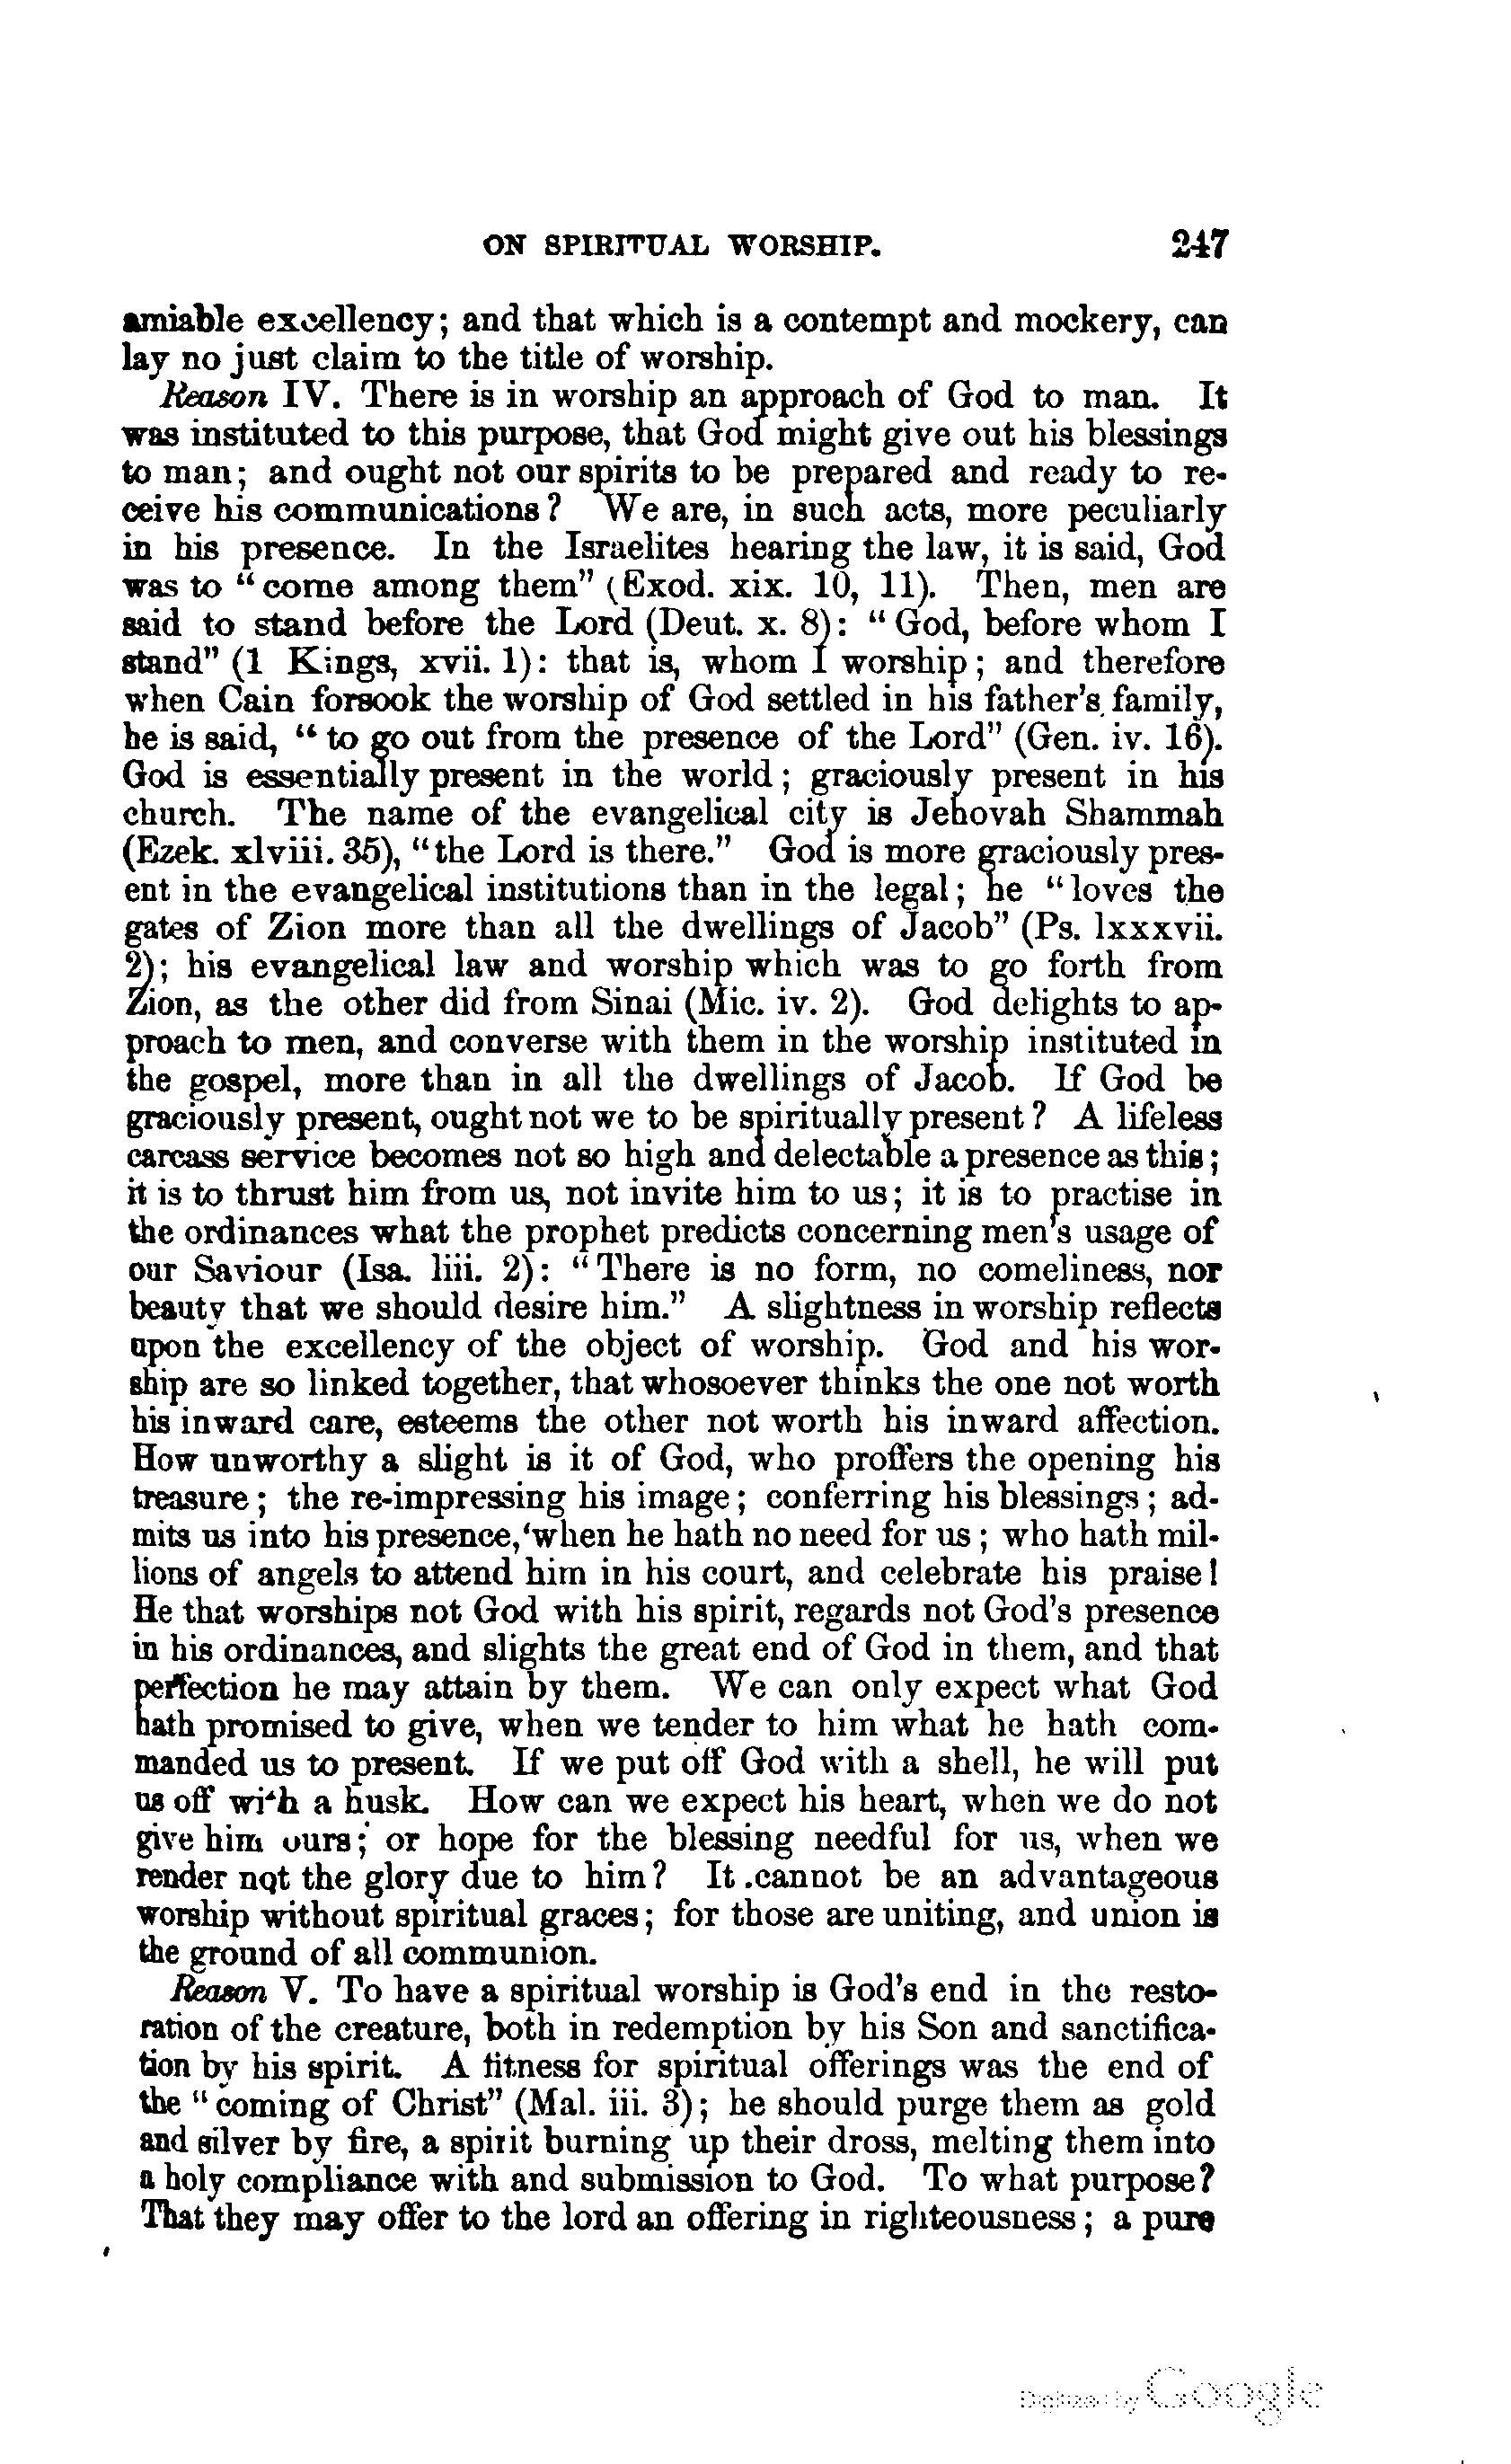 ON SPIRITUAL WORSHIP. 247
amiable excellency; and that which is a contempt and mockery, can
lay no just claim to the title of worship.
Reason IV. There is in worship an approach of God to man. It
was instituted to this purpose, that God might give out his blessings
to man; and ought not our spirits to be prepared and ready to re-
ceive his communications? We are, in such acts, more peculiarly
in his presence. In the Israelites hearing the law, it is said, God
was to "come among them" (Exod. xix. 10, 11). Then, men are
said to stand before the Lord (Deut. x. 8): "God, before whom I
stand" (1 Kings, xvii. 1): that is, whom I worship; and therefore
when Cain forsook the worship of God settled in his father's family,
he is said, "to go out from the presence of the Lord" (Gen. iv. 16).
God is essentially present in the world; graciously present in his
church. The name of the evangelical city is Jehovah Shammah
(Ezek. xlviii. 35), "the Lord is there." God is more graciously pres-
ent in the evangelical institutions than in the legal; he "loves the
gates of Zion more than all the dwellings of Jacob" (Ps. lxxxvii.
2); his evangelical law and worship which was to go forth from
Zion, as the other did from Sinai (Mic. iv. 2). God delights to ap-
proach to men, and converse with them in the worship instituted in
the gospel, more than in all the dwellings of Jacob. If God be
graciously present, ought not we to be spiritually present? A lifeless
carcass service becomes not so high and delectable a presence as this;
it is to thrust him from us, not invite him to us; it is to practise in
the ordinances what the prophet predicts concerning men's usage of
our Saviour (Isa. liii. 2): "There is no form, no comeliness, nor
beauty that we should desire him." A slightness in worship reflects
upon the excellency of the object of worship. God and his wor-
ship are so linked together, that whosoever thinks the one not worth
his inward care, esteems the other not worth his inward affection.
How unworthy a slight is it of God, who proffers the opening his
treasure; the re-impressing his image; conferring his blessings; ad-
mits us into his presence, when he hath no need for us; who hath mil-
lions of angels to attend him in his court, and celebrate his praise!
He that worships not God with his spirit, regards not God's presence
in his ordinances, and slights the great end of God in them, and that
perfection he may attain by them. We can only expect what God
hath promised to give, when we tender to him what he hath com-
manded us to present. If we put off God with a shell, he will put
us off with a husk. How can we expect his heart, when we do not
give him ours; or hope for the blessing needful for us, when we
render not the glory due to him? It cannot be an advantageous
worship without spiritual graces; for those are uniting, and union is
the ground of all communion.
Reason V. To have a spiritual worship is God's end in the resto-
ration of the creature, both in redemption by his Son and sanctifica-
tion by his spirit. A fitness for spiritual offerings was the end of
the "coming of Christ" (Mal. iii. 3); he should purge them as gold
and silver by fire, a spirit burning up their dross, melting them into
a holy compliance with and submission to God. To what purpose?
That they may offer to the lord an offering in righteousness; a pure
Digitized by Google